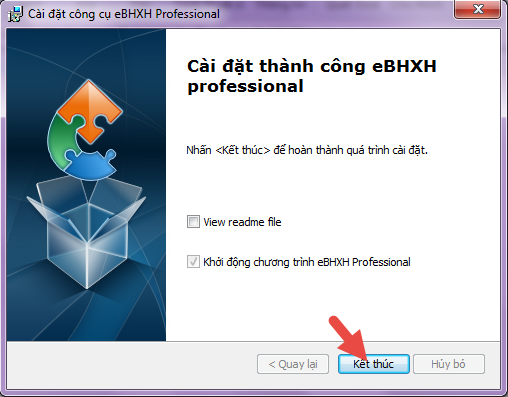 Cài đặt công cụ eBHXH Professional
Cài đặt thành công eBHXH
professional
Nhấn <Kết thúc> để hoàn thành quá trình cài đặt.
View readme file
Khởi động chương trình eBHXH Professional
< Quay lại
Kết thúc
Hủy bỏ